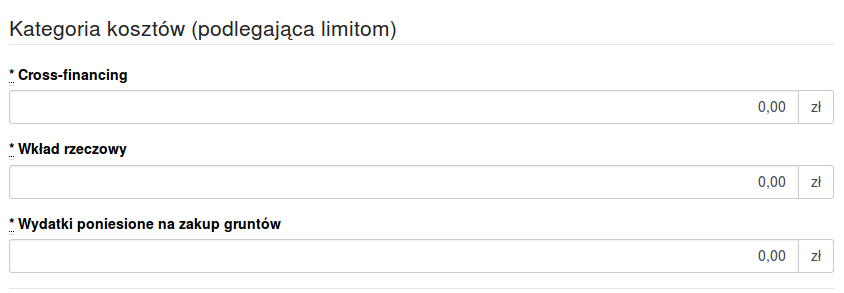 Kategoria kosztów (podlegająca limitom)
* Cross-financing
0,00 zł
* Wkład rzeczowy
0,00 zł
* Wydatki poniesione na zakup gruntów
0,00 zł